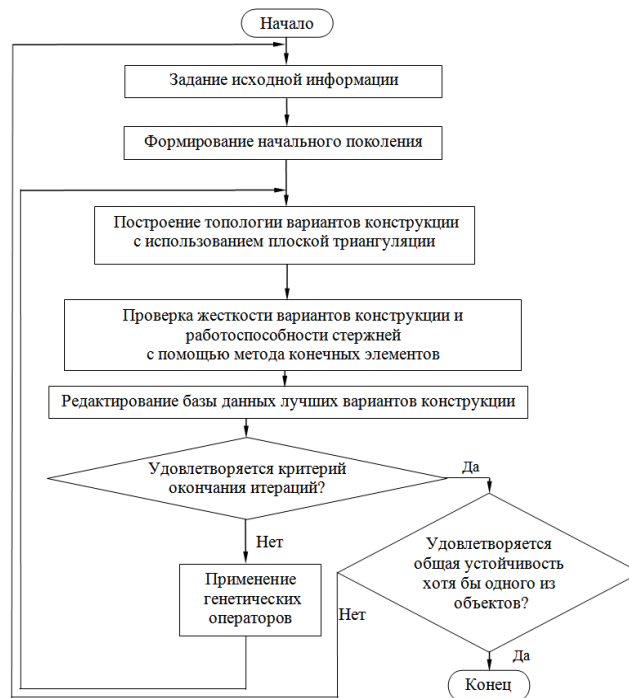 Начало
Задание исходной информации
Формирование начального поколения
Построение топологии вариантов конструкции
с использованием плоской триангуляции
Проверка жесткости вариантов конструкции и
работоспособности стержней
с помощью метода конечных элементов
Редактирование базы данных лучших вариантов конструкции
Удовлетворяется критерий
окончания итераций?
Да
Нет
Применение
генетических
операторов
Удовлетворяется
общая устойчивость
хотя бы одного из
объектов?
Нет
Да
Конец